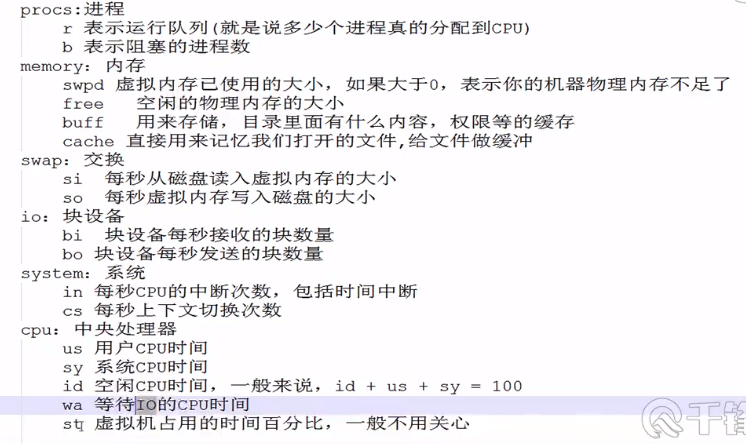 procs:进程
r 表示运行队列(就是说多少个进程真的分配到CPU)
b 表示阻塞的进程数
memory: 内存
swpd 虚拟内存已使用的大小, 如果大于0, 表示你的机器物理内存不足了
free 空闲的物理内存的大小
buff 用来存储, 目录里面有什么内容, 权限等的缓存
cache 直接用来记忆我们打开的文件,给文件做缓冲
swap: 交换
si 每秒从磁盘读入虚拟内存的大小
so 每秒虚拟内存写入磁盘的大小
io: 块设备
bi 块设备每秒接收的块数量
bo 块设备每秒发送的块数量
system: 系统
in 每秒CPU的中断次数, 包括时间中断
cs 每秒上下文切换次数
cpu: 中央处理器
us 用户CPU时间
sy 系统CPU时间
id 空闲CPU时间, 一般来说, id + us + sy = 100
wa 等待IO的CPU时间
st 虚拟机占用的时间百分比, 一般不用关心
千锋